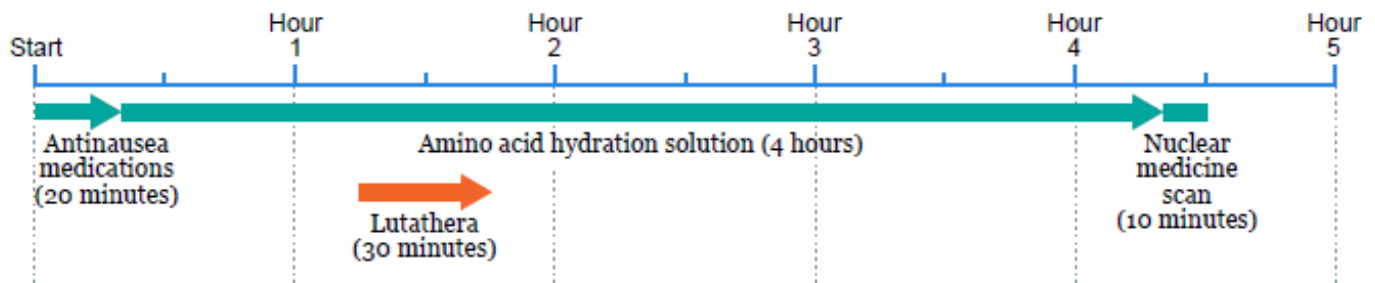 Start
Hour
1
Hour
2
Hour
3
Hour
4
Hour
5
Antinausea
medications
(20 minutes)
Amino acid hydration solution (4 hours)
Lutathera
(30 minutes)
Nuclear
medicine
scan
(10 minutes)